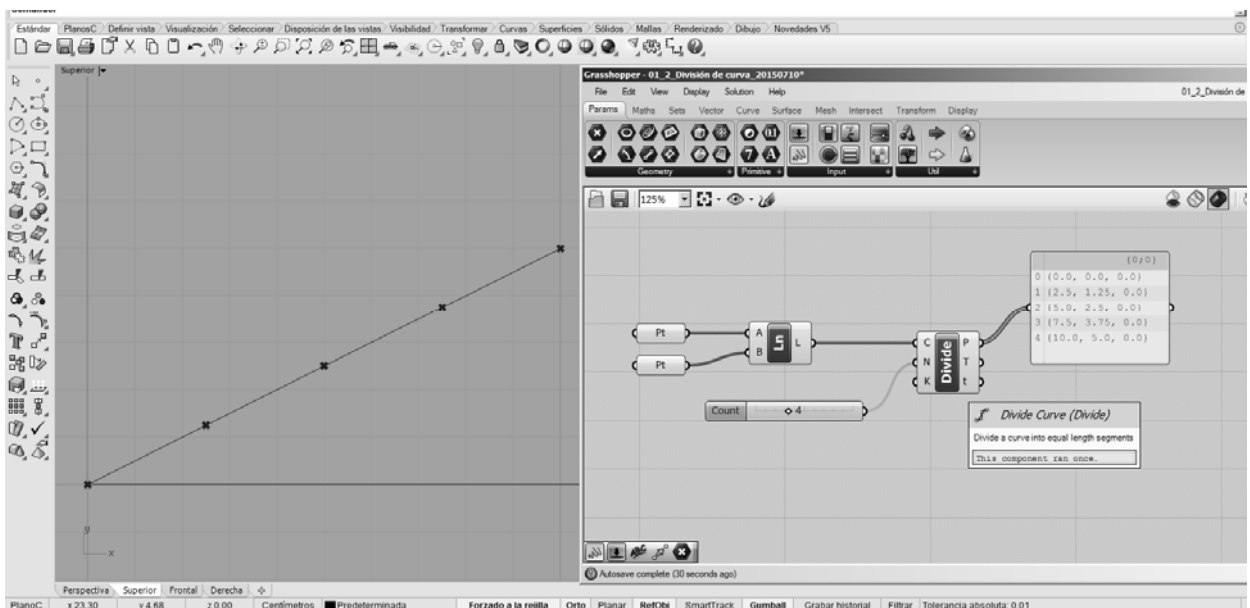 Estándar PlanosC Definir vista Visualización Seleccionar Disposición de las vistas Visibilidad Transformar Curvas Superficies Sólidos Mallas Renderizado Dibujo Novedades V5
Superior
Grasshopper - 01_2_División de curva_20150710*
File Edit View Display Solution Help 01_2_División de
Params Maths Sets Vector Curve Surface Mesh Intersect Transform Display
Geometry Primitive Input Util
125%
{0;0}
0 {0.0, 0.0, 0.0}
1 {2.5, 1.25, 0.0}
2 {5.0, 2.5, 0.0}
3 {7.5, 3.75, 0.0}
4 {10.0, 5.0, 0.0}
Pt A Ln L C Divide P
Pt B N T
K t
Count 4
Divide Curve (Divide)
Divide a curve into equal length segments
This component ran once.
y
x
Autosave complete (30 seconds ago)
Perspectiva Superior Frontal Derecha
PlanoC x 23.30 y 4.68 z 0.00 Centímetros Predeterminada Forzado a la rejilla Orto Planar RefObj SmartTrack Gumball Grabar historial Filtrar Tolerancia absoluta: 0.01